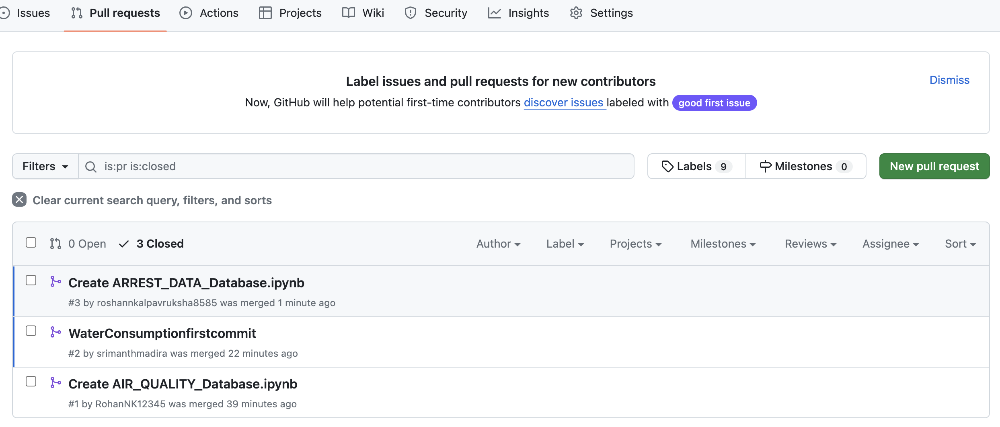 Issues Pull requests Actions Projects Wiki Security Insights Settings
Label issues and pull requests for new contributors
Dismiss
Now, GitHub will help potential first-time contributors discover issues labeled with good first issue
Filters is:pr is:closed Labels 9 Milestones 0 New pull request
Clear current search query, filters, and sorts
0 Open 3 Closed Author Label Projects Milestones Reviews Assignee Sort
Create ARREST_DATA_Database.ipynb
#3 by roshannkalpavruksha8585 was merged 1 minute ago
WaterConsumptionfirstcommit
#2 by srimanthmadira was merged 22 minutes ago
Create AIR_QUALITY_Database.ipynb
#1 by RohanNK12345 was merged 39 minutes ago